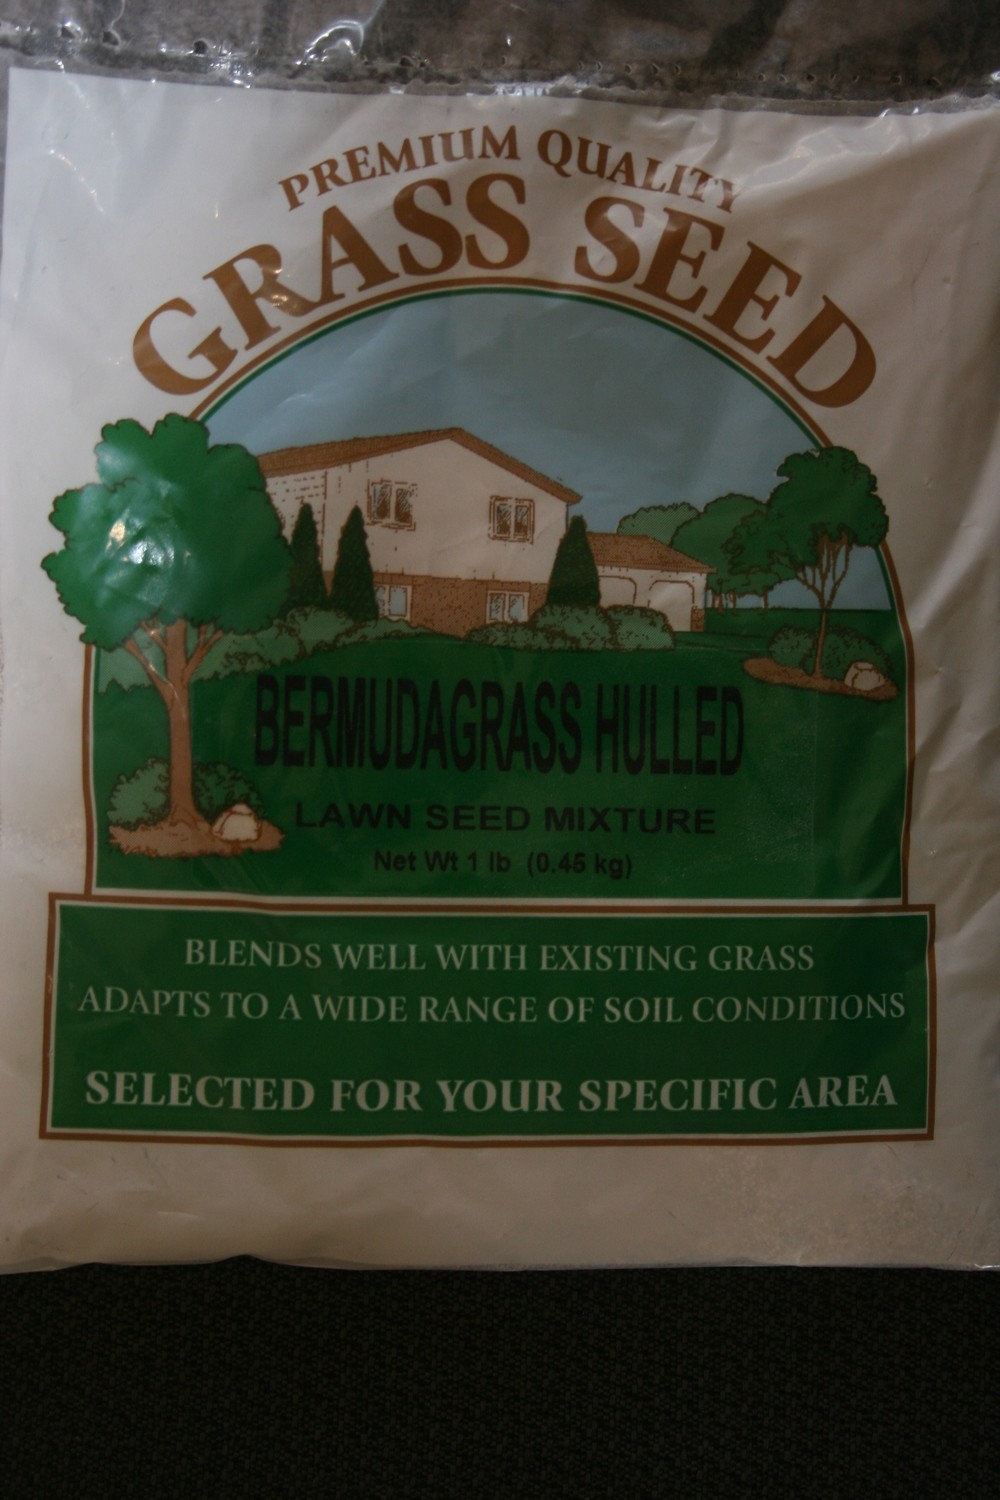 PREMIUM QUALITY
GRASS SEED
BERMUDAGRASS HULLED
LAWN SEED MIXTURE
Net Wt 1 lb (0.45 kg)
BLENDS WELL WITH EXISTING GRASS
ADAPTS TO A WIDE RANGE OF SOIL CONDITIONS
SELECTED FOR YOUR SPECIFIC AREA